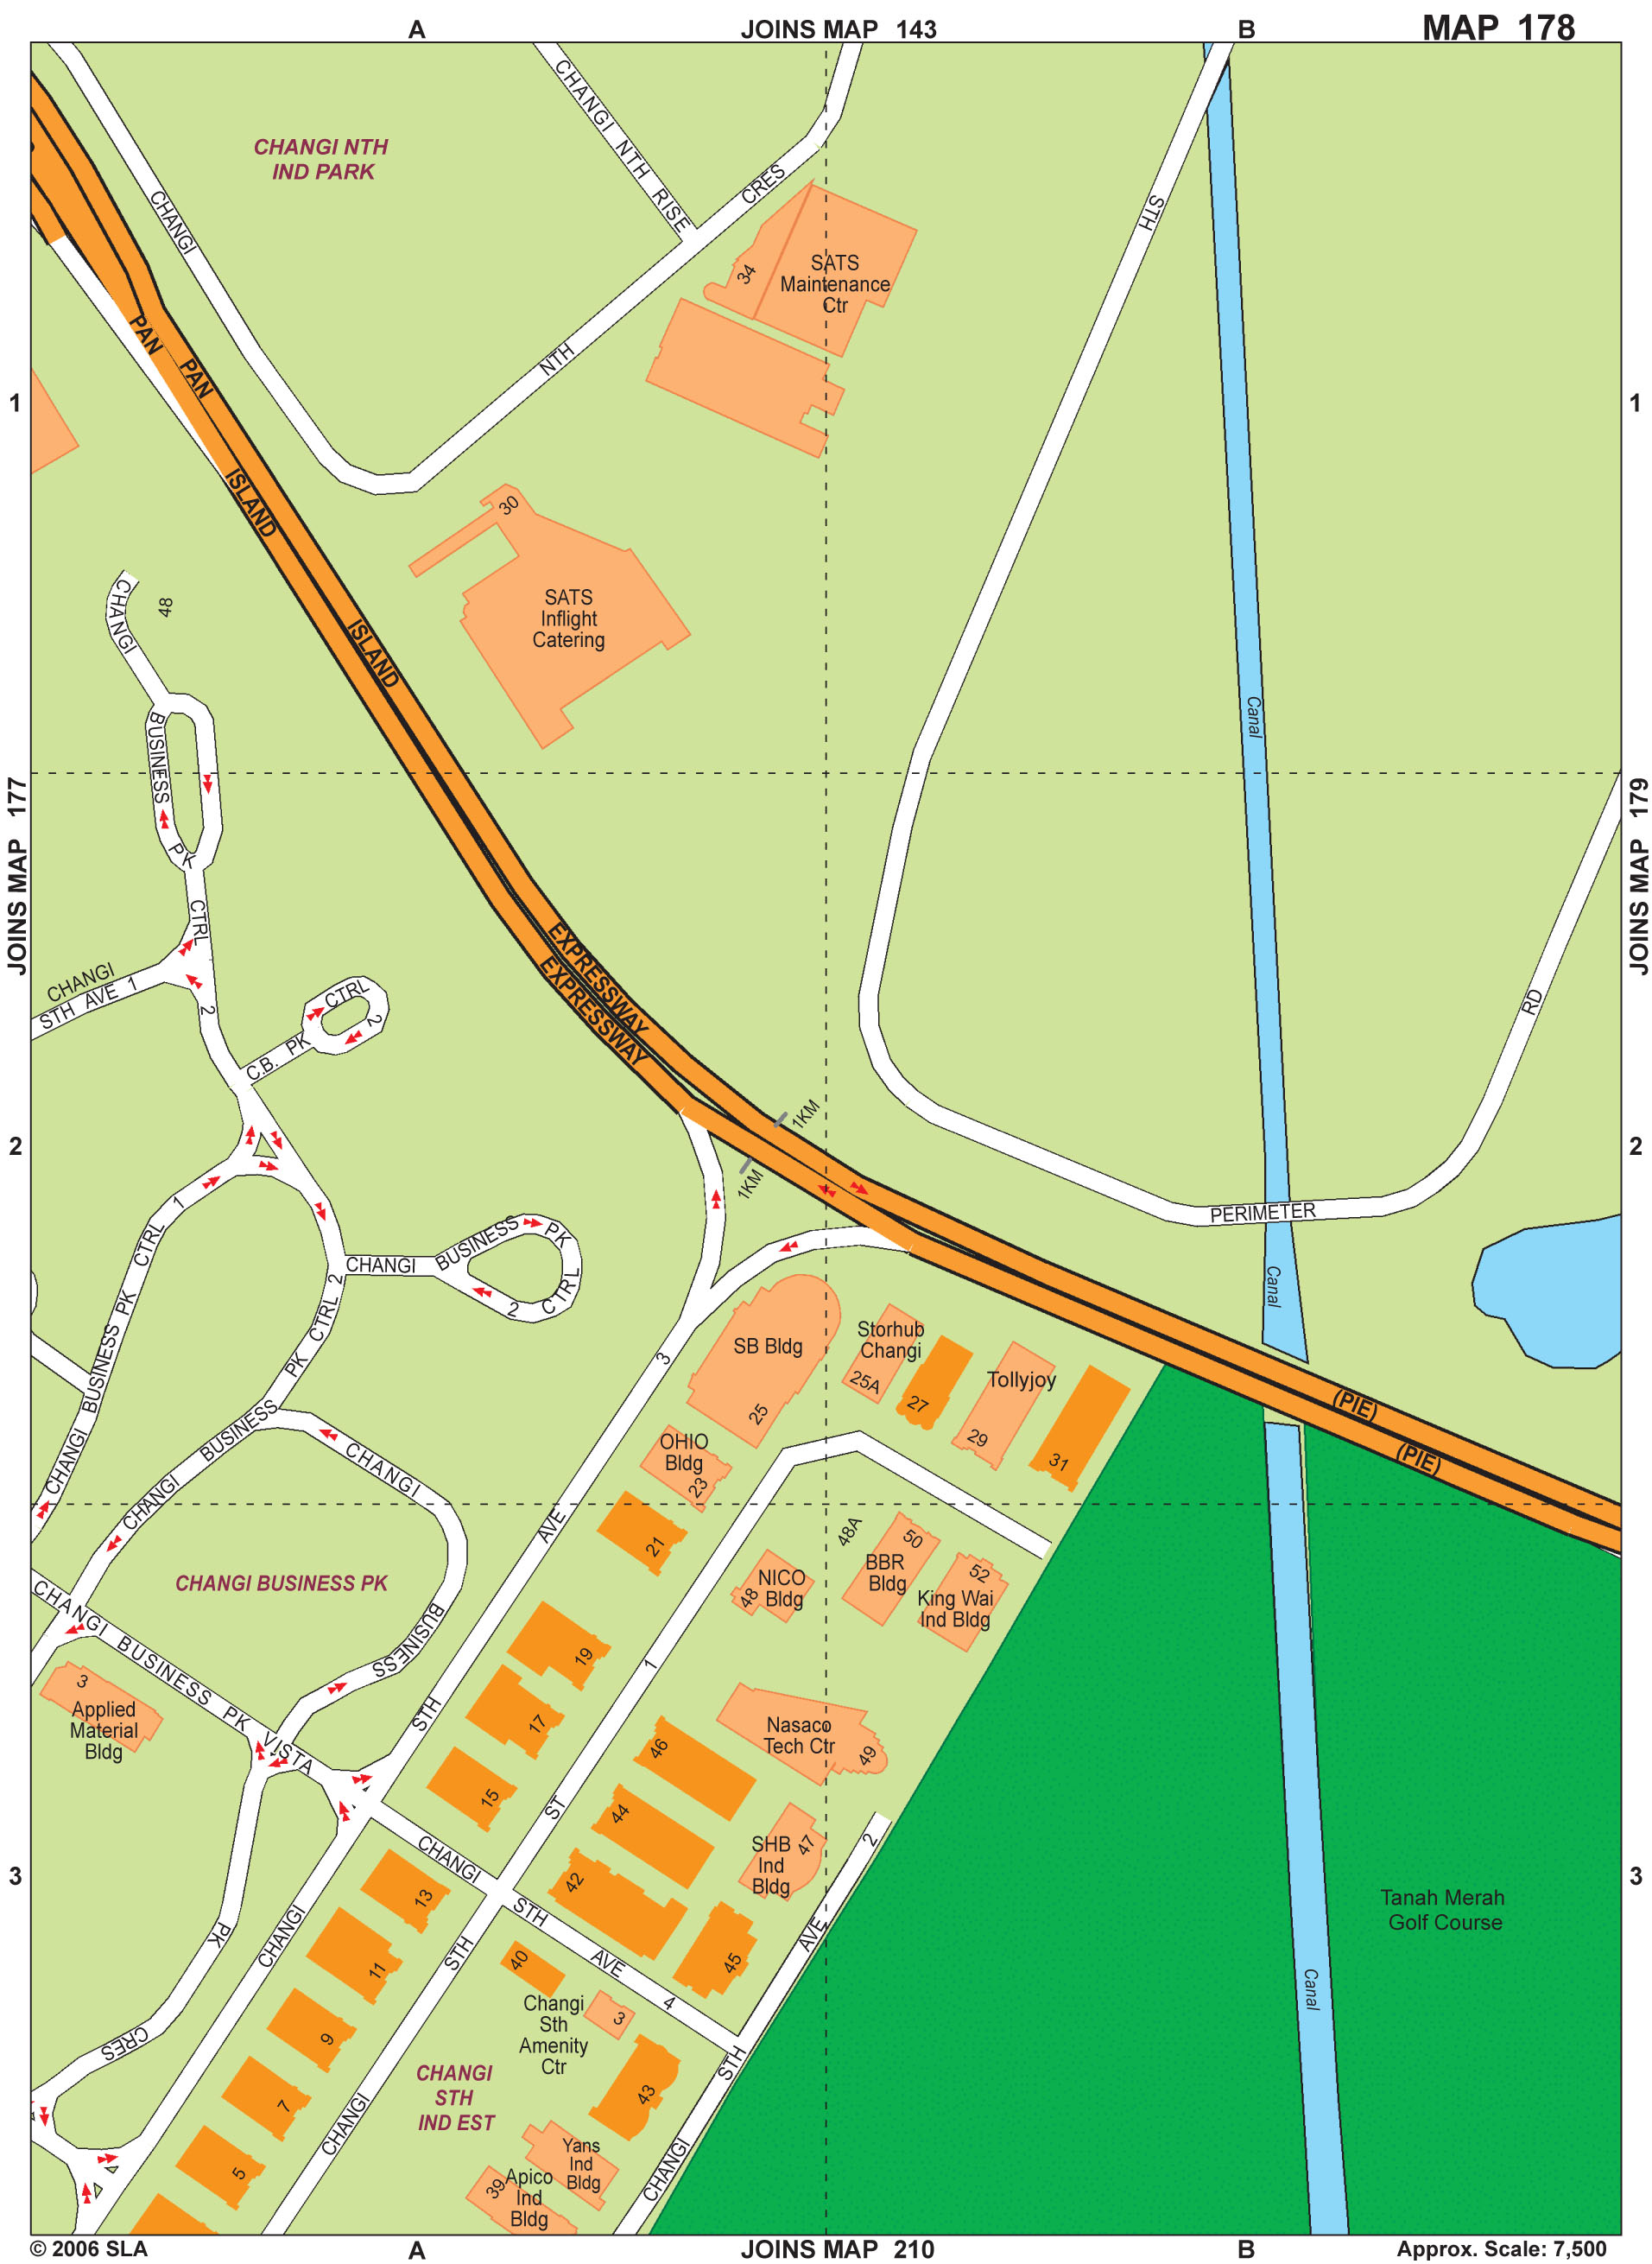 A
JOINS MAP 143
B
MAP 178
CHANGI NTH
IND PARK
CHANGI NTH RISE
CHANGI
NTH
CRES
STH
34
SATS
Maintenance
Ctr
PAN
PAN
1
1
ISLAND
ISLAND
30
SATS
Inflight
Catering
48
CHANGI
BUSINESS
PK
CTRL
2
Canal
JOINS MAP 177
JOINS MAP 179
CHANGI
STH AVE 1
C.B. PK
CTRL
2
EXPRESSWAY
EXPRESSWAY
RD
1KM
1KM
2
2
PERIMETER
Canal
CHANGI BUSINESS PK CTRL 1
CHANGI
BUSINESS
PK
CTRL
2
PK CTRL 2
CHANGI BUSINESS
SB Bldg
25
Storhub
Changi
25A
27
Tollyjoy
29
31
(PIE)
(PIE)
OHIO
Bldg
23
21
3
AVE
STH
CHANGI
CHANGI
BUSINESS
PK
CRES
CHANGI BUSINESS PK
48A
50
BBR
Bldg
52
King Wai
Ind Bldg
NICO
Bldg
48
CHANGI BUSINESS PK VISTA
3
Applied
Material
Bldg
19
17
15
1
ST
STH
CHANGI
46
44
42
Nasaco
Tech Ctr
49
SHB
Ind
Bldg
47
45
3
3
CHANGI
STH
AVE
4
2
AVE
STH
CHANGI
Tanah Merah
Golf Course
Canal
13
11
9
7
5
40
Changi
Sth
Amenity
Ctr
3
43
CHANGI
STH
IND EST
Yans
Ind
Bldg
39
Apico
Ind
Bldg
© 2006 SLA
A
JOINS MAP 210
B
Approx. Scale: 7,500